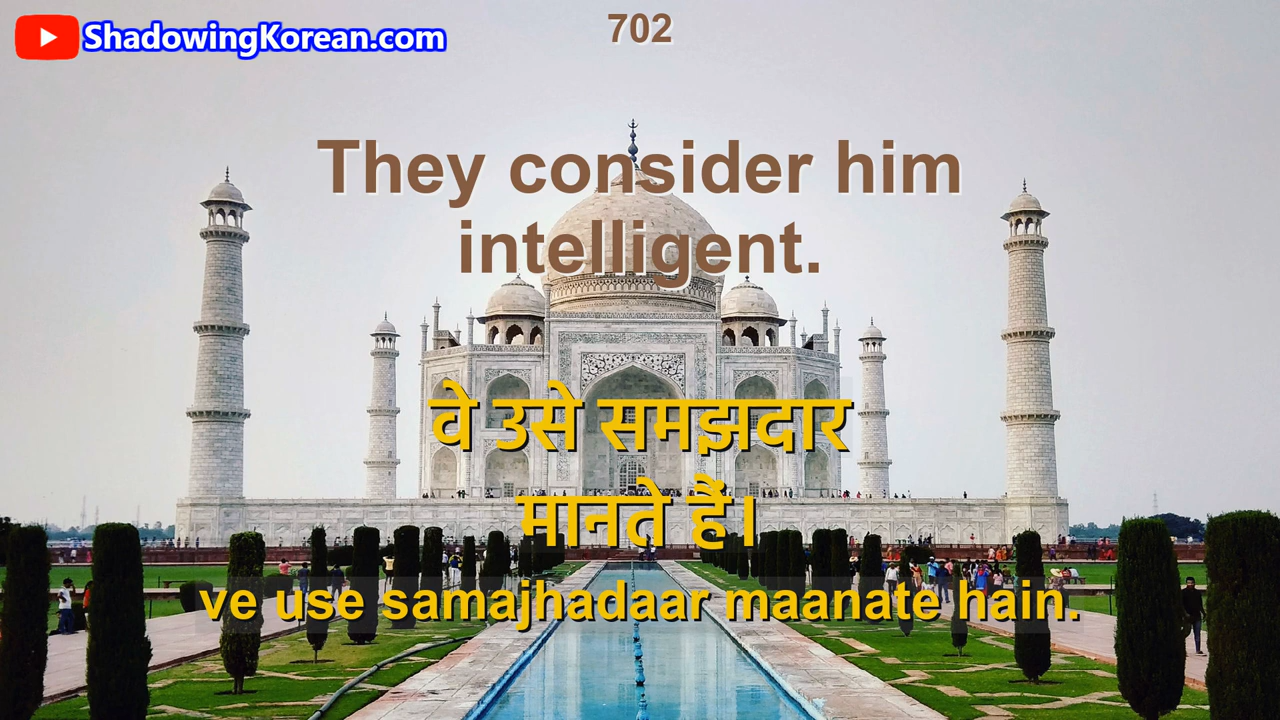 ShadowingKorean.com
702
They consider him
intelligent.
वे उसे समझदार
मानते हैं।
ve use samajhadaar maanate hain.